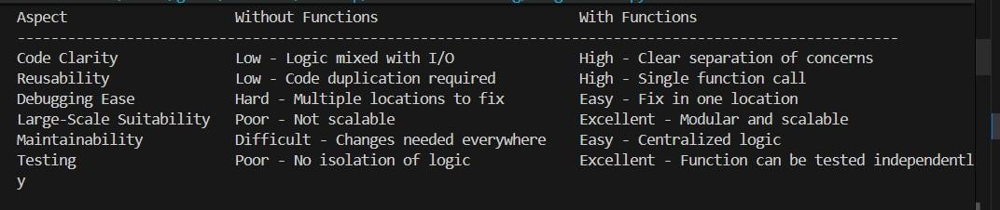 Aspect Without Functions With Functions
---------------------------------------------------------------------------------------------------------
Code Clarity Low - Logic mixed with I/O High - Clear separation of concerns
Reusability Low - Code duplication required High - Single function call
Debugging Ease Hard - Multiple locations to fix Easy - Fix in one location
Large-Scale Suitability Poor - Not scalable Excellent - Modular and scalable
Maintainability Difficult - Changes needed everywhere Easy - Centralized logic
Testing Poor - No isolation of logic Excellent - Function can be tested independentl
y